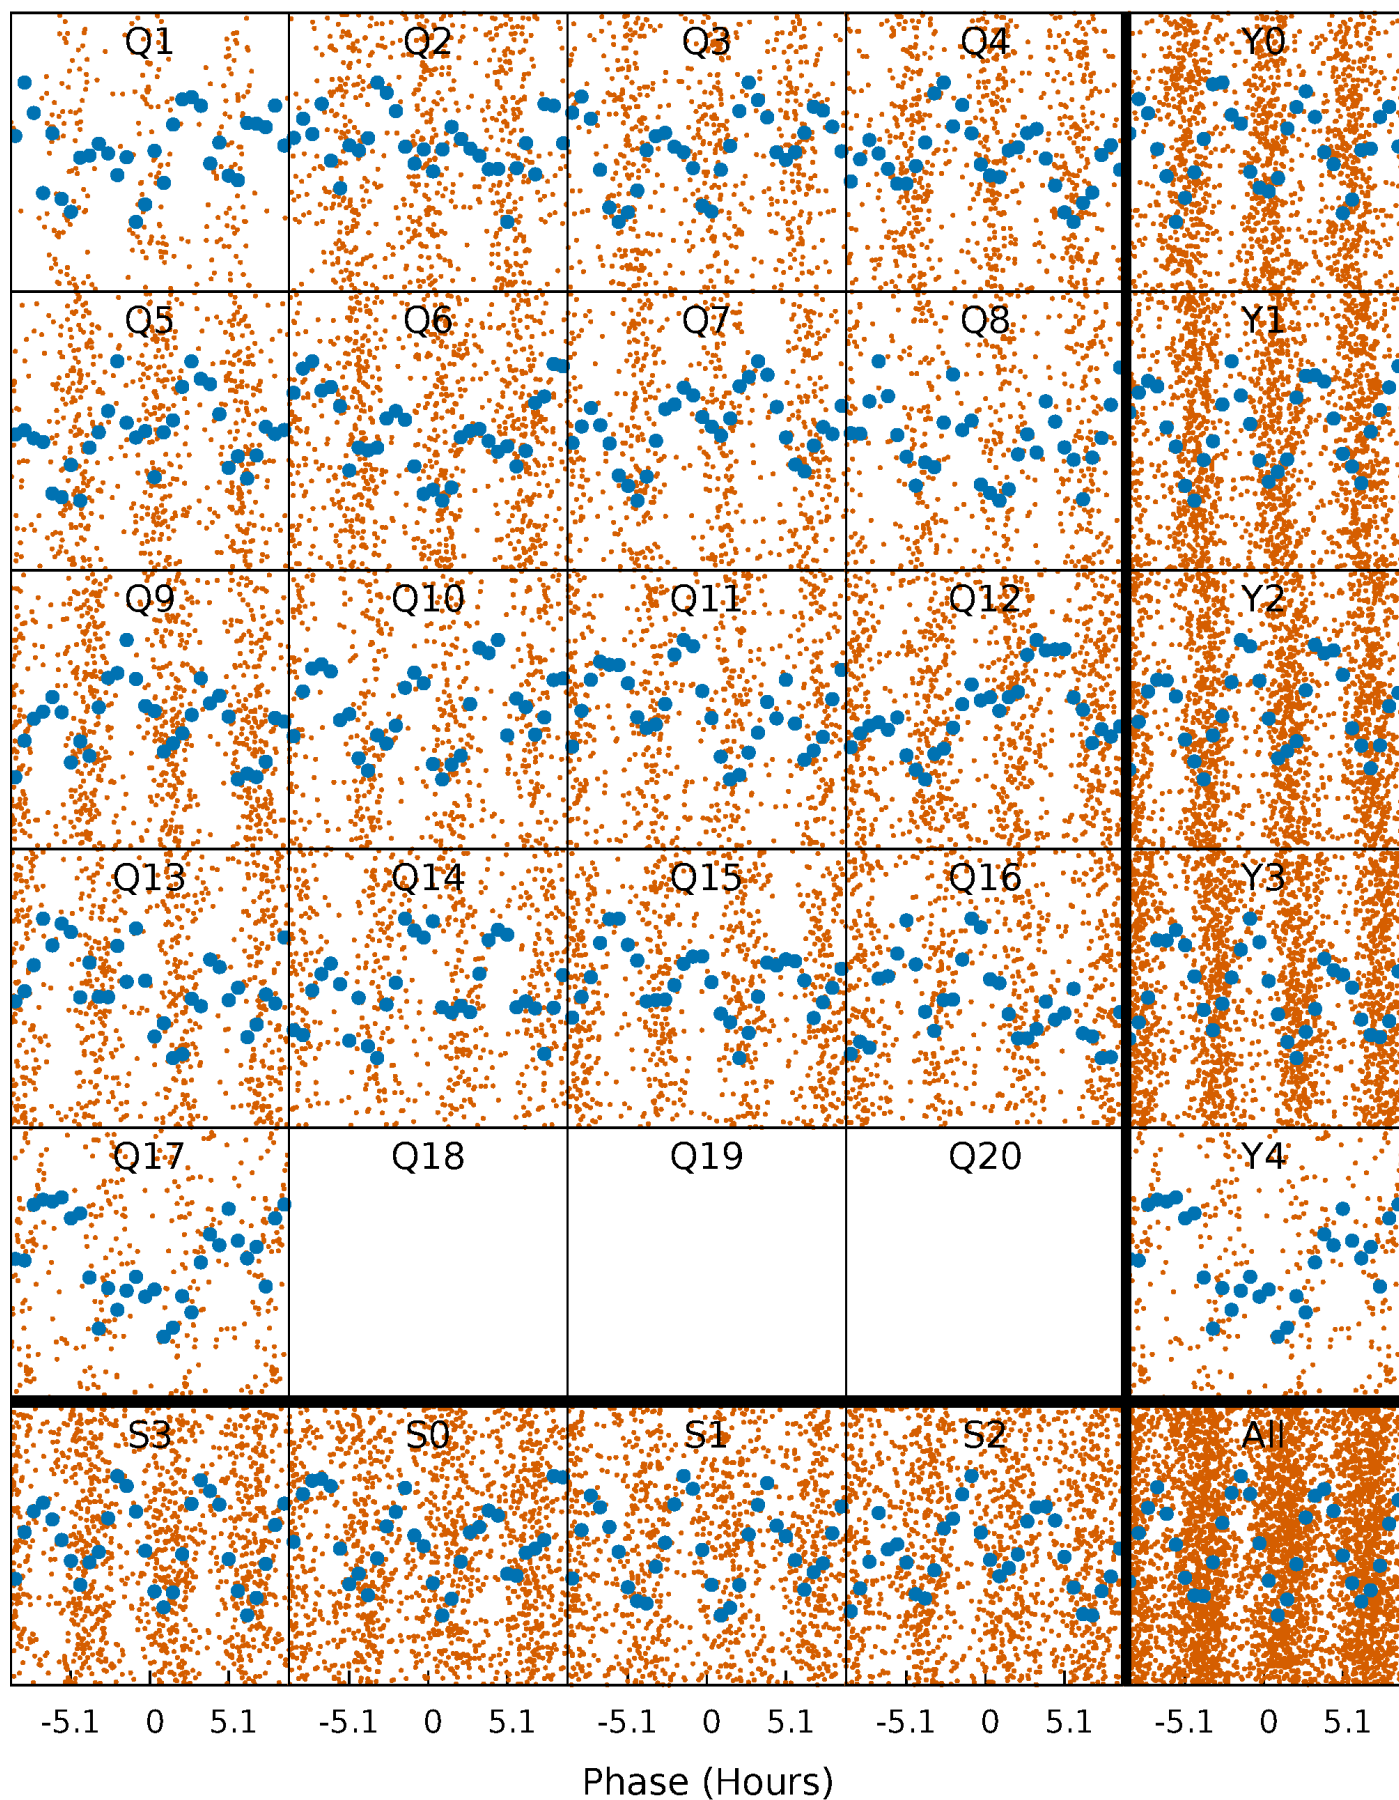 Q1 Q2 Q3 Q4 Y0
Q5 Q6 Q7 Q8 Y1
Q9 Q10 Q11 Q12 Y2
Q13 Q14 Q15 Q16 Y3
Q17 Q18 Q19 Q20 Y4
S3 S0 S1 S2 All
-5.1 0 5.1 -5.1 0 5.1 -5.1 0 5.1 -5.1 0 5.1 -5.1 0 5.1
Phase (Hours)